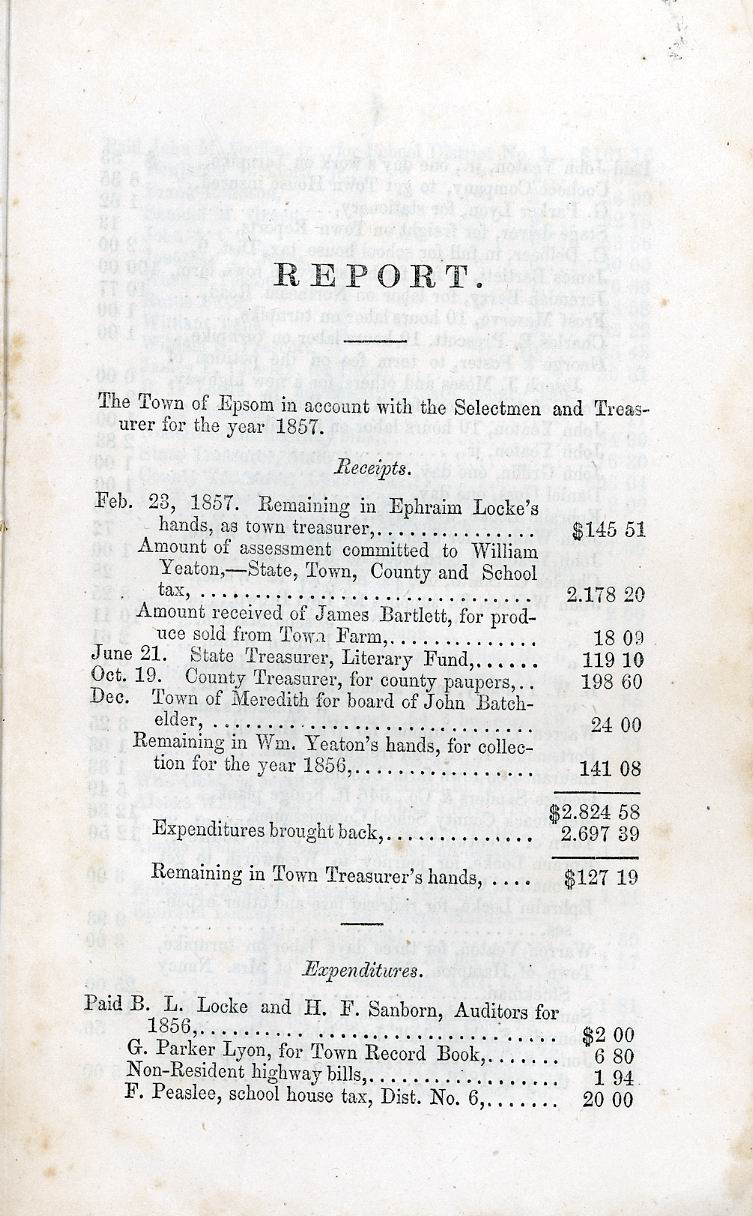 REPORT.
The Town of Epsom in account with the Selectmen and Treas-
urer for the year 1857.
Receipts.
Feb. 23, 1857. Remaining in Ephraim Locke's
hands, as town treasurer,............... $145 51
Amount of assessment committed to William
Yeaton,—State, Town, County and School
tax, ................................. 2.178 20
Amount received of James Bartlett, for prod-
uce sold from Town Farm,.............. 18 09
June 21. State Treasurer, Literary Fund,...... 119 10
Oct. 19. County Treasurer, for county paupers,.. 198 60
Dec. Town of Meredith for board of John Batch-
elder, ................................ 24 00
Remaining in Wm. Yeaton's hands, for collec-
tion for the year 1856,................. 141 08
$2.824 58
Expenditures brought back,.............. 2.697 39
Remaining in Town Treasurer's hands, .... $127 19
Expenditures.
Paid B. L. Locke and H. F. Sanborn, Auditors for
1856,.................................. $2 00
G. Parker Lyon, for Town Record Book,....... 6 80
Non-Resident highway bills,.................. 1 94
F. Peaslee, school house tax, Dist. No. 6,....... 20 00